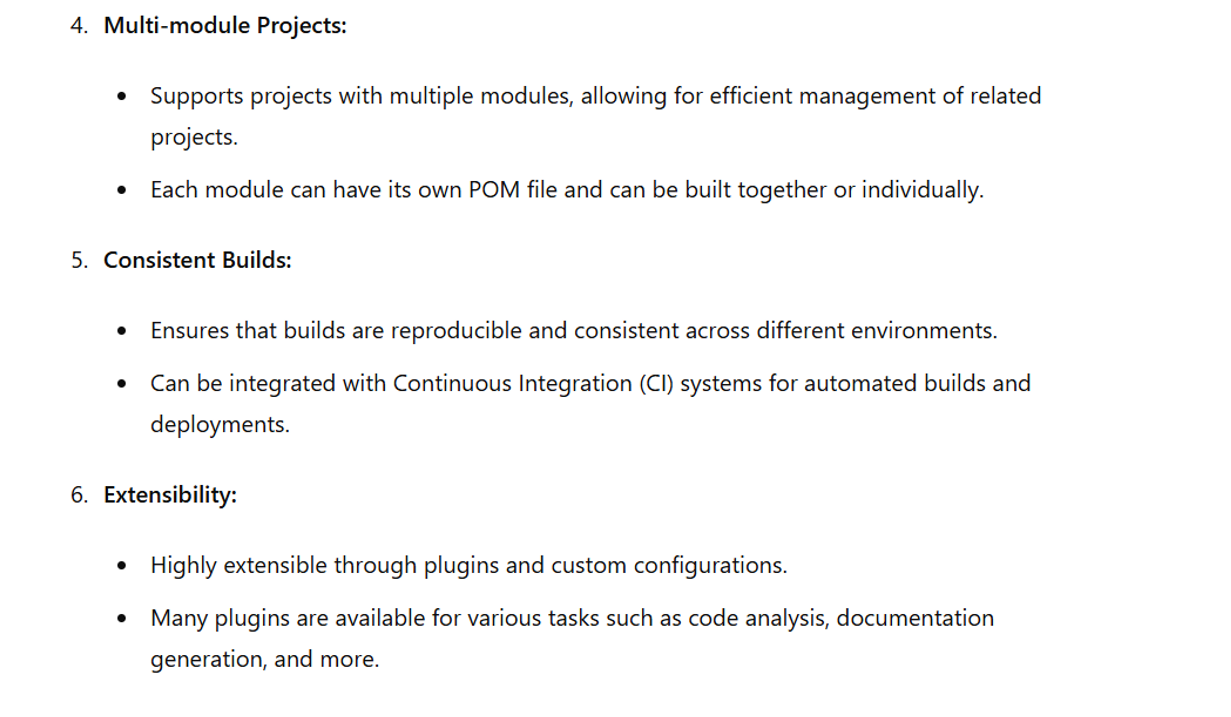 4. Multi-module Projects:
• Supports projects with multiple modules, allowing for efficient management of related
projects.
• Each module can have its own POM file and can be built together or individually.
5. Consistent Builds:
• Ensures that builds are reproducible and consistent across different environments.
• Can be integrated with Continuous Integration (CI) systems for automated builds and
deployments.
6. Extensibility:
• Highly extensible through plugins and custom configurations.
• Many plugins are available for various tasks such as code analysis, documentation
generation, and more.